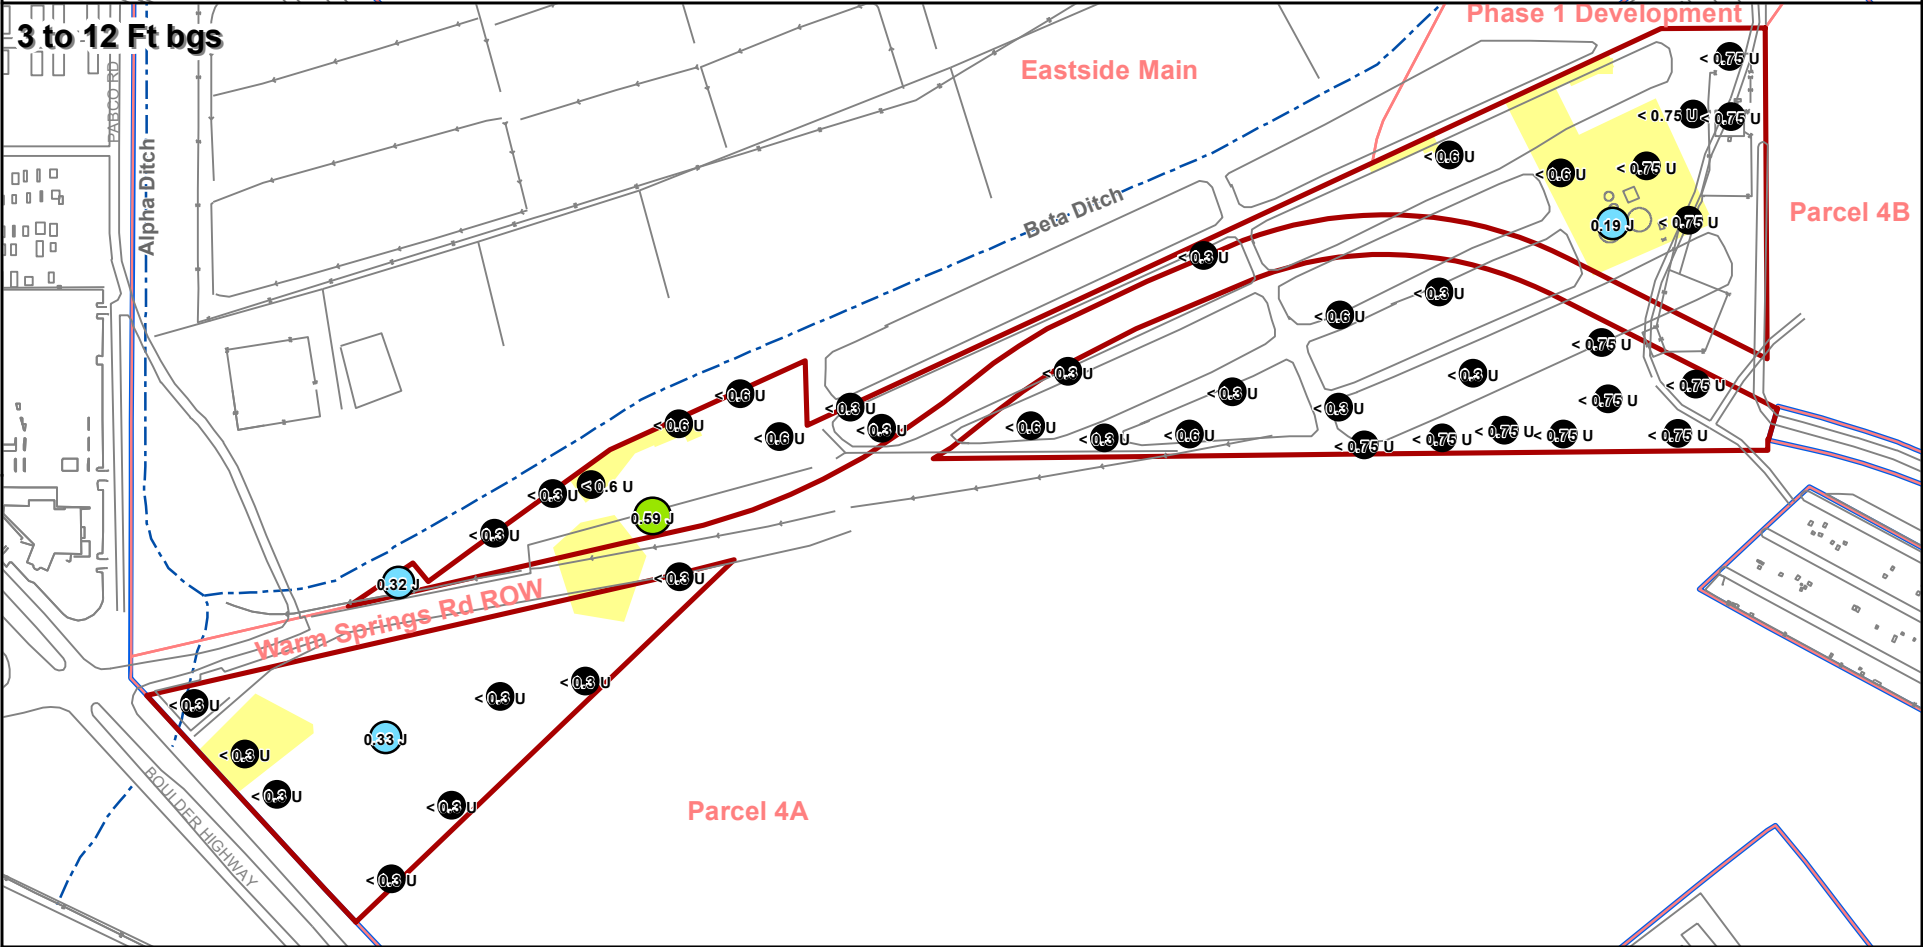 Phase 1 Development
3 to 12 Ft bgs
< 0.75 U
Eastside Main
PABCO RD
< 0.75 U
< 0.75 U
< 0.6 U
< 0.75 U
< 0.6 U
Alpha Ditch
Beta Ditch
Parcel 4B
< 0.75 U
0.19 J
< 0.3 U
< 0.3 U
< 0.6 U
< 0.75 U
< 0.3 U
< 0.3 U
< 0.75 U
< 0.3 U
< 0.6 U
< 0.75 U
< 0.3 U
< 0.3 U
< 0.6 U
< 0.3 U
< 0.6 U
< 0.6 U
< 0.3 U
< 0.6 U
< 0.75 U
< 0.75 U
< 0.75 U
< 0.75 U
< 0.3 U
< 0.75 U
< 0.6 U
< 0.3 U
0.59 J
< 0.3 U
0.32 J
< 0.3 U
Warm Springs Rd ROW
< 0.3 U
< 0.3 U
< 0.3 U
0.33 J
< 0.3 U
< 0.3 U
< 0.3 U
Parcel 4A
BOULDER HIGHWAY
< 0.3 U